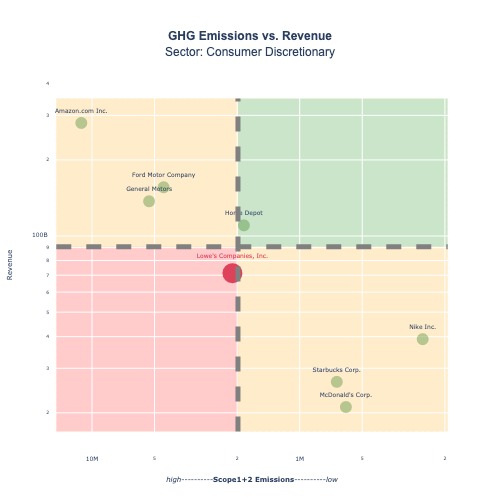 GHG Emissions vs. Revenue
Sector: Consumer Discretionary
4
Amazon.com Inc.
3
2
Ford Motor Company
General Motors
Home Depot
100B
9
Lowe's Companies, Inc.
8
7
6
5
Revenue
4
Nike Inc.
3
Starbucks Corp.
McDonald's Corp.
2
10M 5 2 1M 5 2
high----------Scope1+2 Emissions----------low